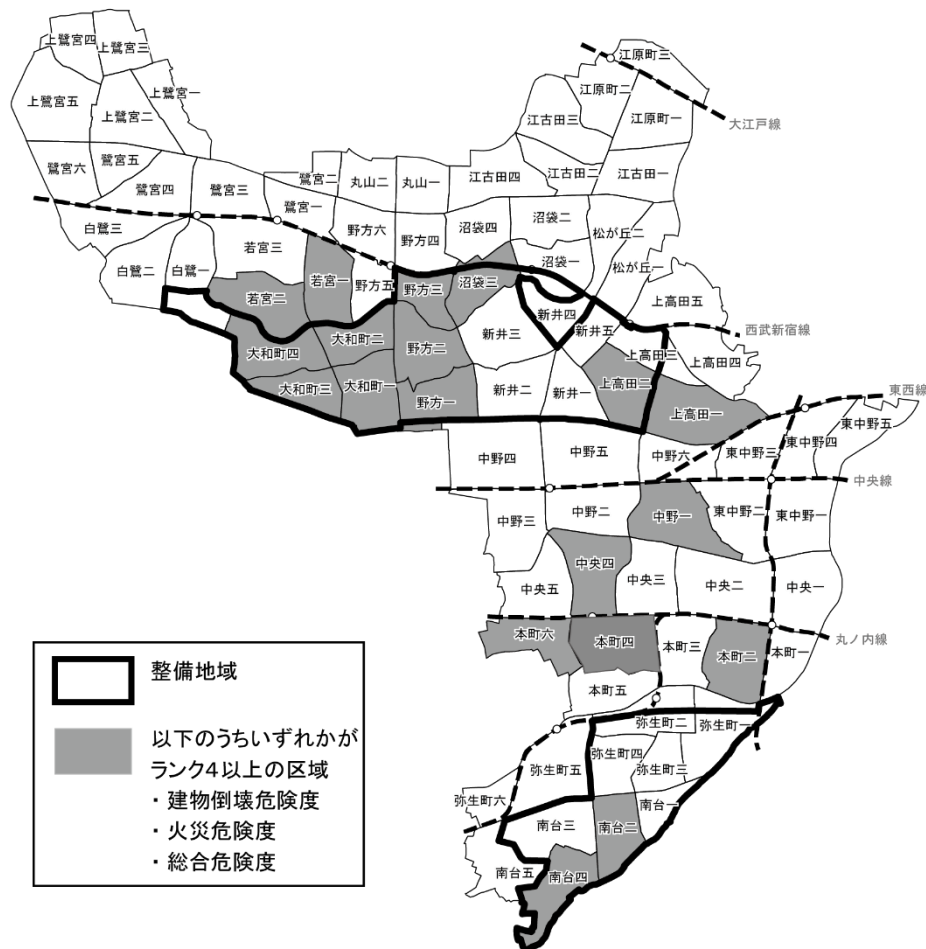 上鷺宮四
上鷺宮三
江原町三
上鷺宮五
上鷺宮二
上鷺宮一
江原町二
江古田三
江原町一
大江戸線
鷺宮六
鷺宮五
鷺宮四
鷺宮三
鷺宮二
鷺宮一
丸山二
丸山一
江古田四
江古田二
江古田一
白鷺三
若宮三
野方六
野方四
沼袋四
沼袋二
松が丘二
白鷺二
白鷺一
若宮二
若宮一
野方五
野方三
沼袋三
沼袋一
松が丘一
上高田五
新井四
新井三
新井五
西武新宿線
大和町四
大和町二
野方二
上高田三
上高田四
大和町三
大和町一
野方一
新井二
新井一
上高田二
上高田一
東西線
中野四
中野五
中野六
東中野三
東中野四
東中野五
中央線
中野三
中野二
中野一
東中野二
東中野一
中央五
中央四
中央三
中央二
中央一
丸ノ内線
本町六
本町四
本町三
本町二
本町一
本町五
弥生町二
弥生町一
弥生町六
弥生町五
弥生町四
弥生町三
南台三
南台二
南台一
南台五
南台四
整備地域
以下のうちいずれかが
ランク4以上の区域
・建物倒壊危険度
・火災危険度
・総合危険度